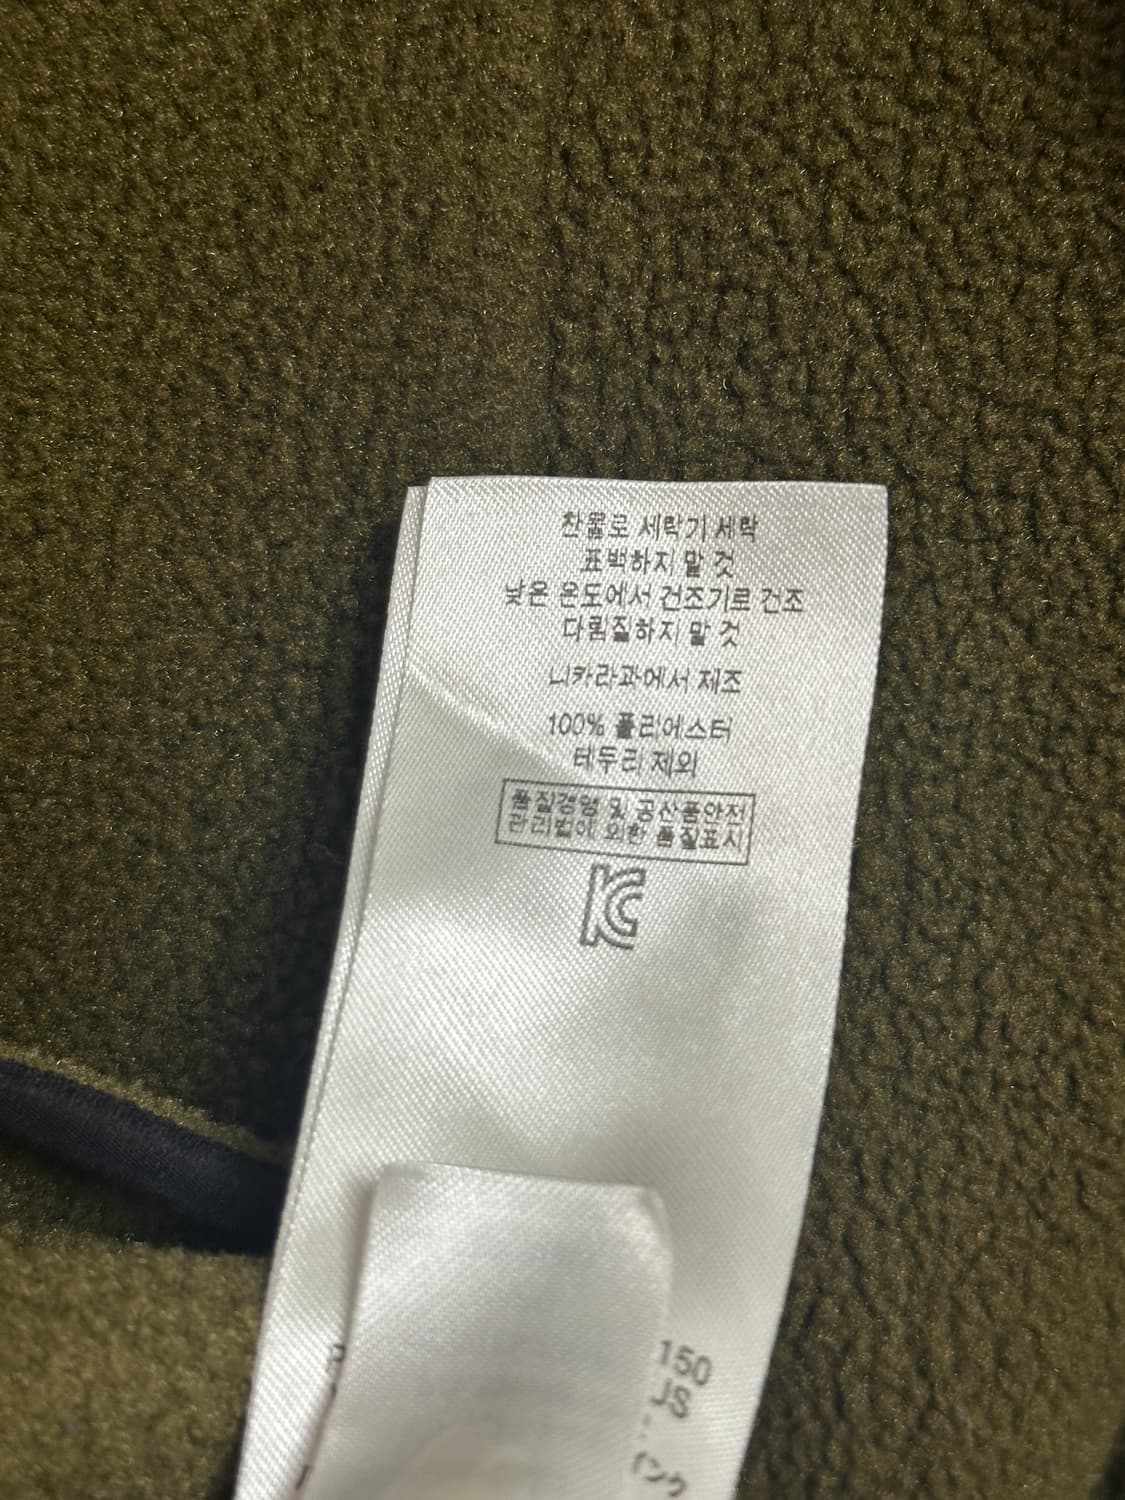 찬물로 세탁기 세탁
표백하지 말 것
낮은 온도에서 건조기로 건조
다림질하지 말 것
니카라과에서 제조
100% 폴리에스터
테두리 제외
품질경영 및 공산품안전
관리법에 의한 품질표시
KC
150
JS